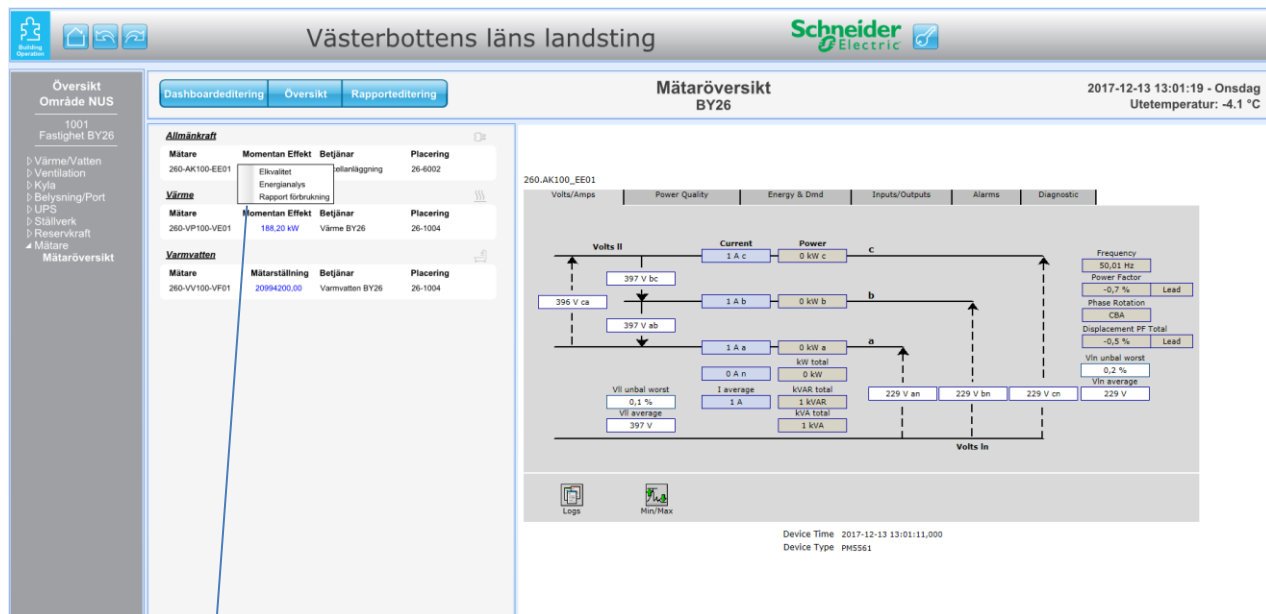 Building
Operation
Västerbottens läns landsting
Schneider
Electric
Översikt
Område NUS
1001
Fastighet BY26
Värme/Vatten
Ventilation
Kyla
Belysning/Port
UPS
Ställverk
Reservkraft
Mätare
Mätaröversikt
Dashboardeditering Översikt Rapporteditering
Mätaröversikt
BY26
2017-12-13 13:01:19 - Onsdag
Utetemperatur: -4.1 °C
Allmänkraft
Mätare Momentan Effekt Betjänar Placering
260-AK100-EE01 ellanläggning 26-6002
Elkvalitet
Energianalys
Rapport förbrukning
Värme
Mätare Momentan Effekt Betjänar Placering
260-VP100-VE01 188,20 kW Värme BY26 26-1004
Varmvatten
Mätare Mätarställning Betjänar Placering
260-VV100-VF01 20994200,00 Varmvatten BY26 26-1004
260.AK100_EE01
Volts/Amps Power Quality Energy & Dmd Inputs/Outputs Alarms Diagnostic
Volts ll Current Power
1 A c 0 kW c c
397 V bc
396 V ca 1 A b 0 kW b b
397 V ab
1 A a 0 kW a a
kW total
0 A n 0 kW
Vll unbal worst I average kVAR total
0,1 % 1 A 1 kVAR
Vll average kVA total
397 V 1 kVA
229 V an 229 V bn 229 V cn
Volts ln
Frequency
50,01 Hz
Power Factor
-0,7 % Lead
Phase Rotation
CBA
Displacement PF Total
-0,5 % Lead
Vln unbal worst
0,2 %
Vln average
229 V
Logs Min/Max
Device Time 2017-12-13 13:01:11,000
Device Type PM5561